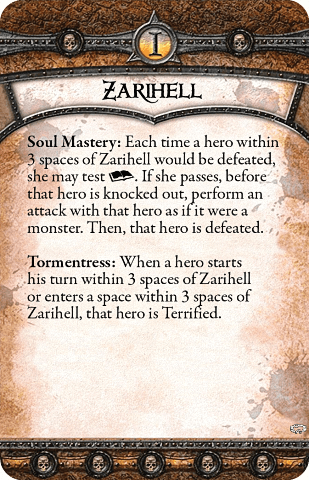 I
ZARIHELL
Soul Mastery: Each time a hero within
3 spaces of Zarihell would be defeated,
she may test . If she passes, before
that hero is knocked out, perform an
attack with that hero as if it were a
monster. Then, that hero is defeated.
Tormentress: When a hero starts
his turn within 3 spaces of Zarihell
or enters a space within 3 spaces of
Zarihell, that hero is Terrified.